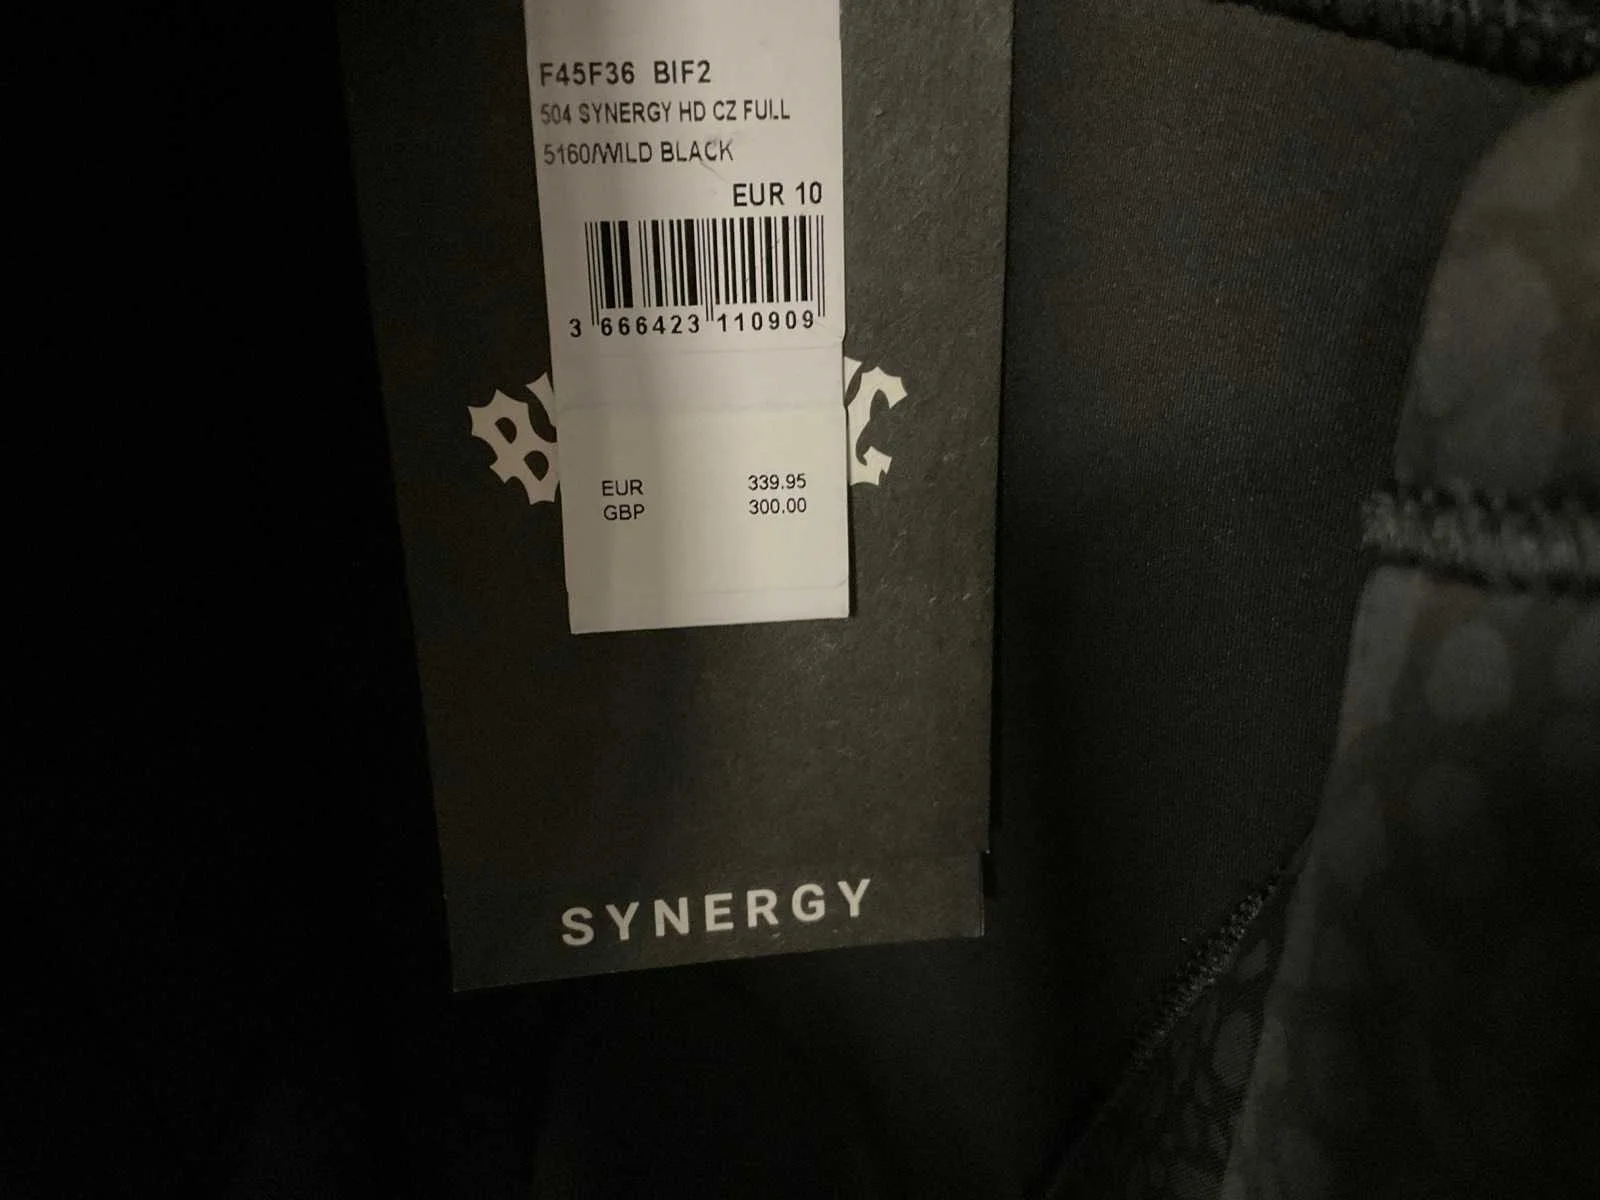 F45F36 BIF2
504 SYNERGY HD CZ FULL
5160/WILD BLACK
EUR 10
3 666423 110909
EUR 339.95
GBP 300.00
SYNERGY